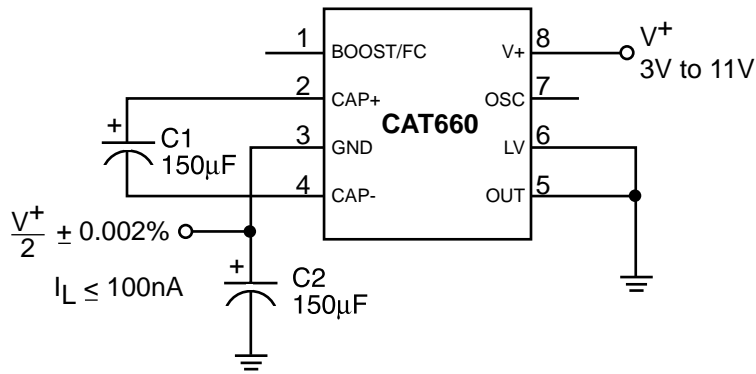 1 BOOST/FC V+ 8 V+
3V to 11V
2 CAP+ OSC 7
CAT660
+ C1
150µF
3 GND LV 6
4 CAP- OUT 5
V+
2 ± 0.002%
IL ≤ 100nA
+ C2
150µF